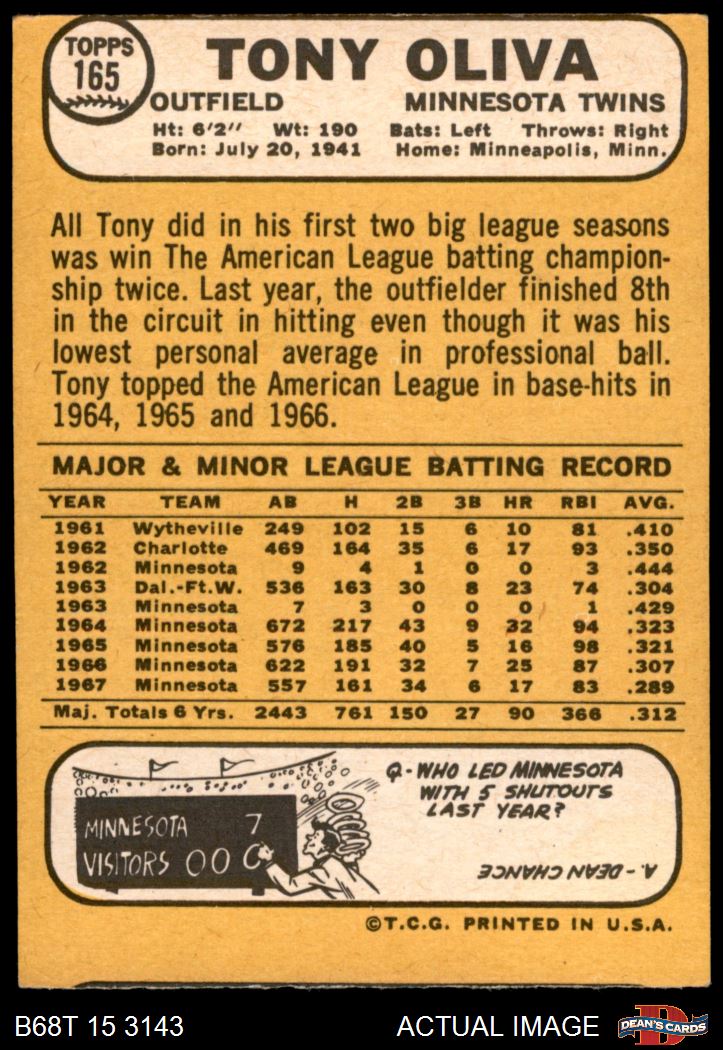 TOPPS
165
TONY OLIVA
OUTFIELD MINNESOTA TWINS
Ht: 6'2" Wt: 190 Bats: Left Throws: Right
Born: July 20, 1941 Home: Minneapolis, Minn.
All Tony did in his first two big league seasons
was win The American League batting champion-
ship twice. Last year, the outfielder finished 8th
in the circuit in hitting even though it was his
lowest personal average in professional ball.
Tony topped the American League in base-hits in
1964, 1965 and 1966.
MAJOR & MINOR LEAGUE BATTING RECORD
YEAR TEAM AB H 2B 3B HR RBI AVG.
1961 Wytheville 249 102 15 6 10 81 .410
1962 Charlotte 469 164 35 6 17 93 .350
1962 Minnesota 9 4 1 0 0 3 .444
1963 Dal.-Ft.W. 536 163 30 8 23 74 .304
1963 Minnesota 7 3 0 0 0 1 .429
1964 Minnesota 672 217 43 9 32 94 .323
1965 Minnesota 576 185 40 5 16 98 .321
1966 Minnesota 622 191 32 7 25 87 .307
1967 Minnesota 557 161 34 6 17 83 .289
Maj. Totals 6 Yrs. 2443 761 150 27 90 366 .312
MINNESOTA 7
VISITORS 000
Q-WHO LED MINNESOTA
WITH 5 SHUTOUTS
LAST YEAR?
A.-DEAN CHANCE
©T.C.G. PRINTED IN U.S.A.
B68T 15 3143 ACTUAL IMAGE
D
DEAN'S CARDS